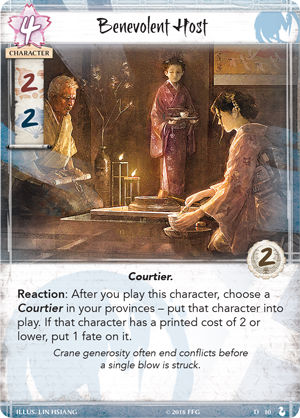 4
Benevolent Host
CHARACTER
2
2
2
Courtier.
Reaction: After you play this character, choose a
Courtier in your provinces – put that character into
play. If that character has a printed cost of 2 or
lower, put 1 fate on it.
Crane generosity often end conflicts before
a single blow is struck.
ILLUS. LIN HSIANG
© 2018 FFG
D 10